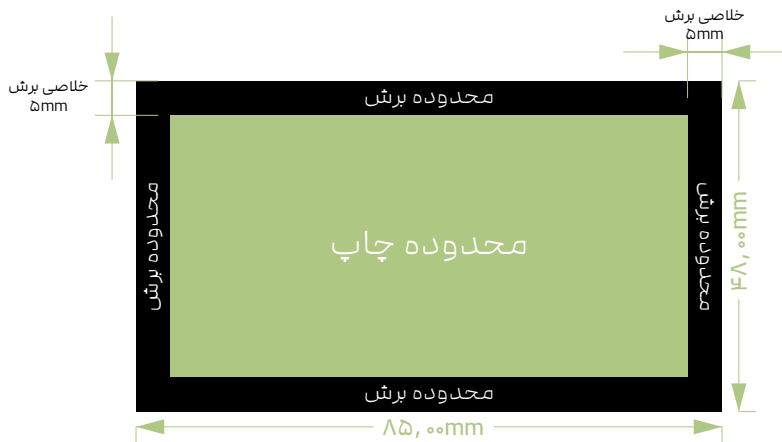 خلاصی برش
۵mm
خلاصی برش
۵mm
محدوده برش
محدوده برش
محدوده چاپ
محدوده برش
۴۸,۰۰mm
محدوده برش
۸۵,۰۰mm